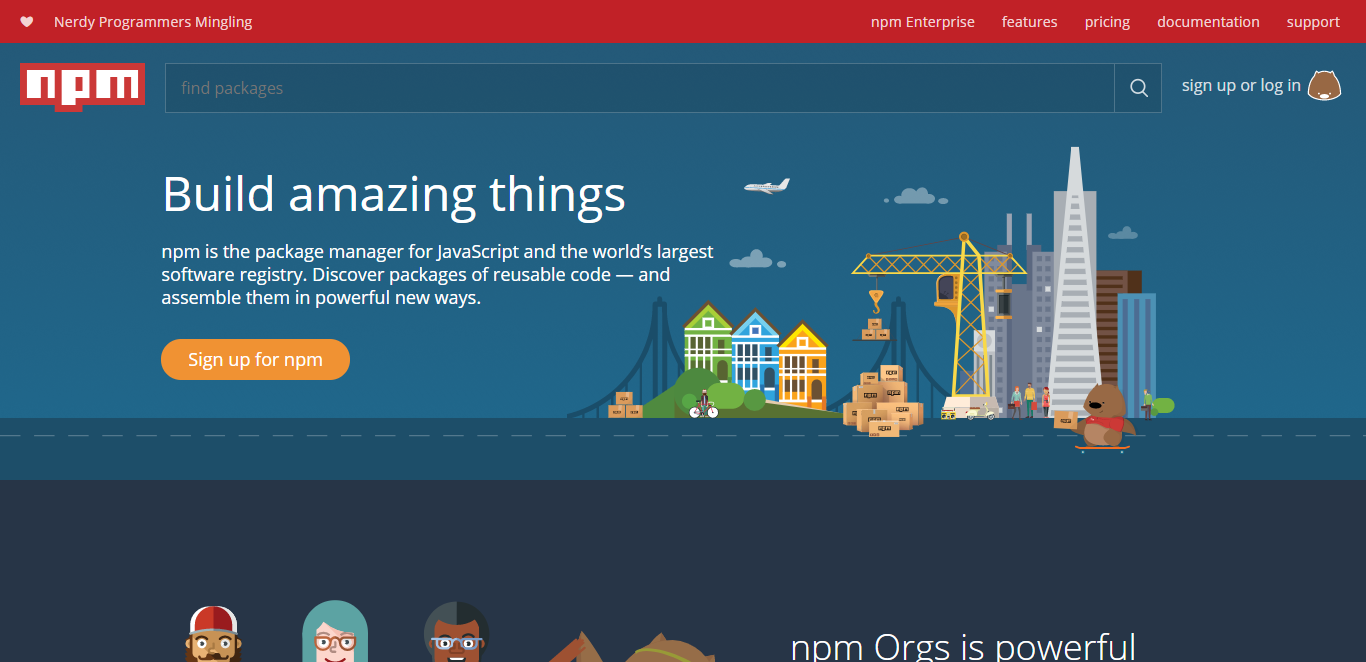 Nerdy Programmers Mingling
npm Enterprise
features
pricing
documentation
support
npm
find packages
sign up or log in
Build amazing things
npm is the package manager for JavaScript and the world’s largest
software registry. Discover packages of reusable code — and
assemble them in powerful new ways.
Sign up for npm
npm Orgs is powerful